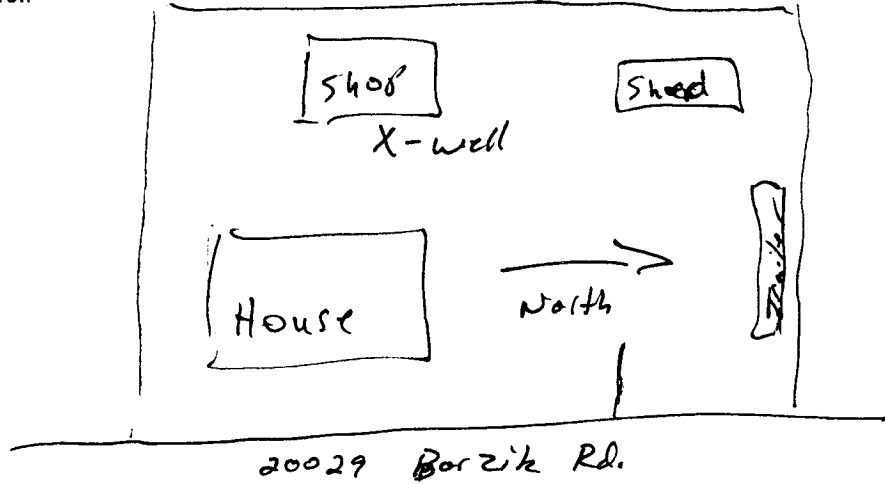 Shop
Shed
X-well
Trailer
North
House
20029 Borzik Rd.